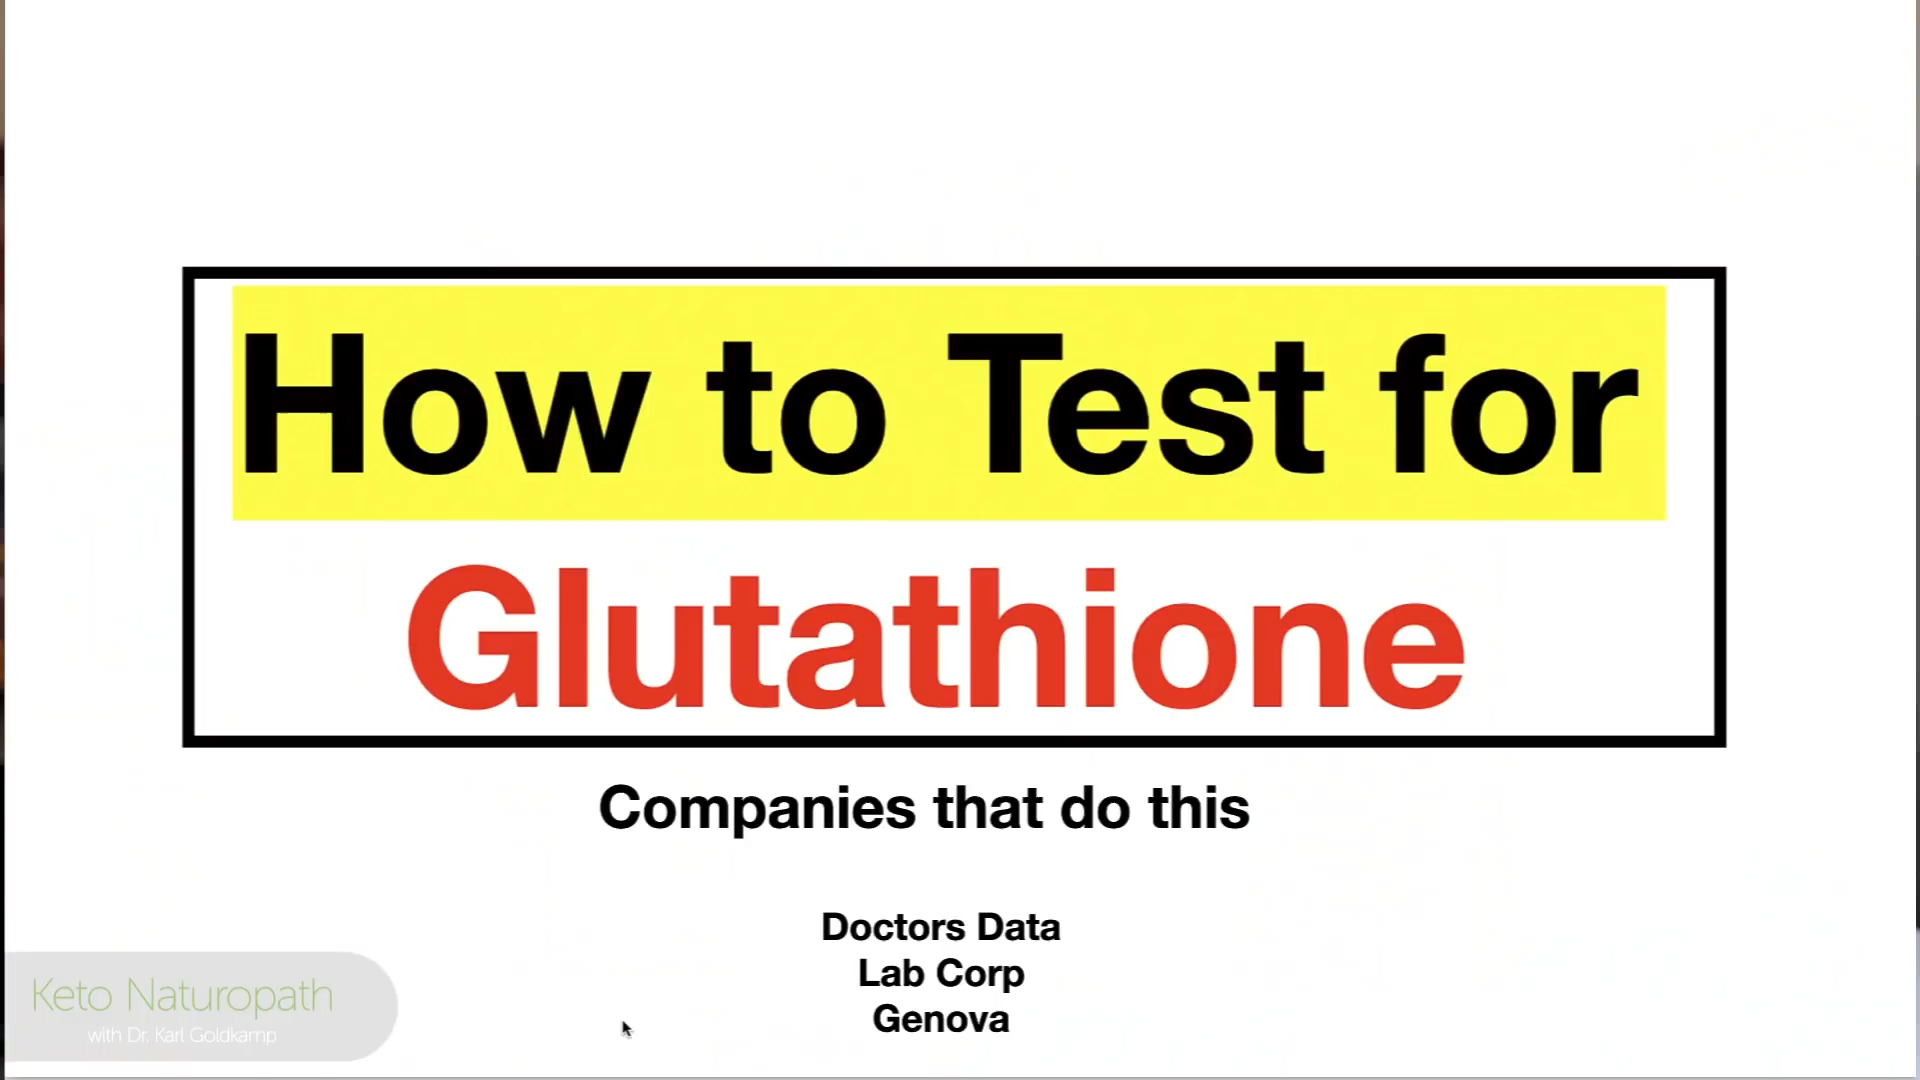 How to Test for
Glutathione
Companies that do this
Doctors Data
Lab Corp
Genova
Keto Naturopath
with Dr. Karl Goldkamp